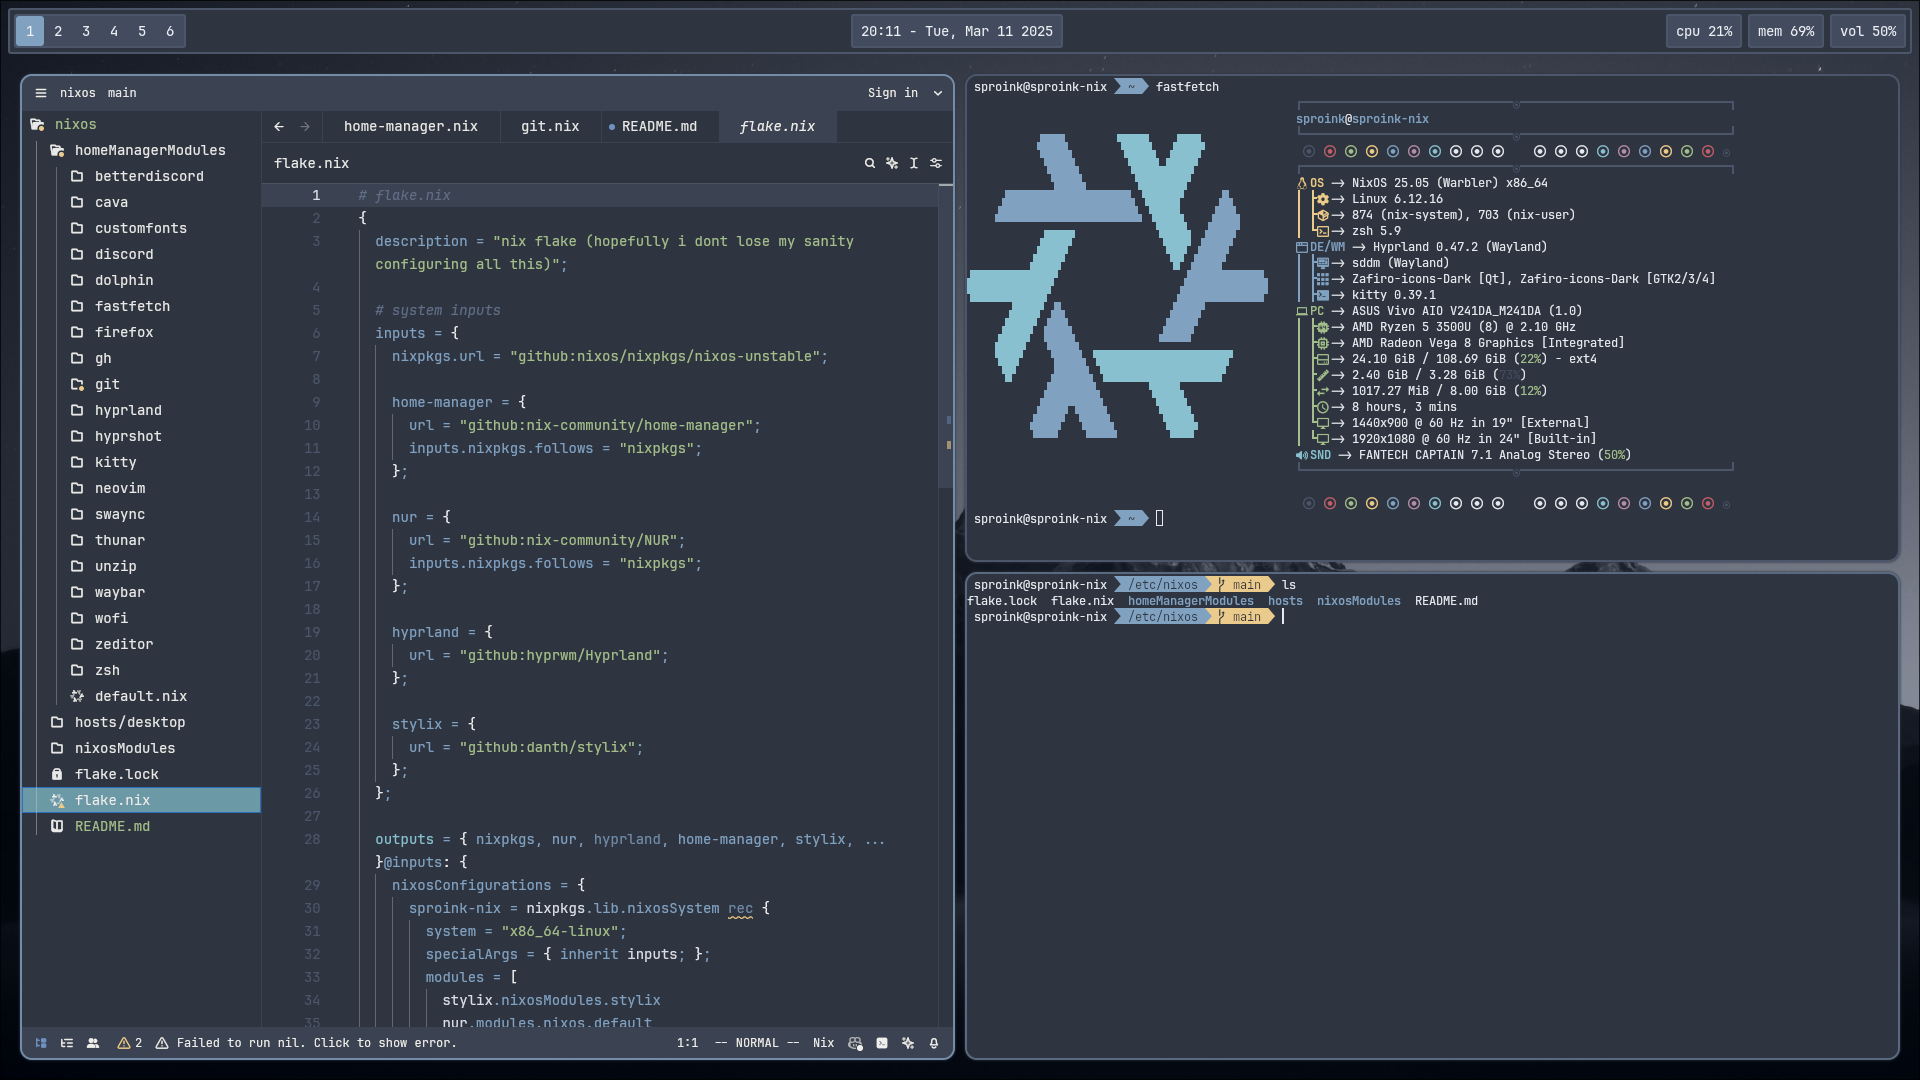 1 2 3 4 5 6
20:11 - Tue, Mar 11 2025
cpu 21% mem 69% vol 50%
nixos main
Sign in
nixos
homeManagerModules
betterdiscord
cava
customfonts
discord
dolphin
fastfetch
firefox
gh
git
hyprland
hyprshot
kitty
neovim
swaync
thunar
unzip
waybar
wofi
zeditor
zsh
default.nix
hosts/desktop
nixosModules
flake.lock
flake.nix
README.md
home-manager.nix git.nix README.md flake.nix
flake.nix
1 # flake.nix
2 {
3 description = "nix flake (hopefully i dont lose my sanity
configuring all this)";
4
5 # system inputs
6 inputs = {
7 nixpkgs.url = "github:nixos/nixpkgs/nixos-unstable";
8
9 home-manager = {
10 url = "github:nix-community/home-manager";
11 inputs.nixpkgs.follows = "nixpkgs";
12 };
13
14 nur = {
15 url = "github:nix-community/NUR";
16 inputs.nixpkgs.follows = "nixpkgs";
17 };
18
19 hyprland = {
20 url = "github:hyprwm/Hyprland";
21 };
22
23 stylix = {
24 url = "github:danth/stylix";
25 };
26 };
27
28 outputs = { nixpkgs, nur, hyprland, home-manager, stylix, ...
}@inputs: {
29 nixosConfigurations = {
30 sproink-nix = nixpkgs.lib.nixosSystem rec {
31 system = "x86_64-linux";
32 specialArgs = { inherit inputs; };
33 modules = [
34 stylix.nixosModules.stylix
35 nur.modules.nixos.default
2 Failed to run nil. Click to show error.
1:1 -- NORMAL -- Nix
sproink@sproink-nix ~ fastfetch
sproink@sproink-nix
OS -> NixOS 25.05 (Warbler) x86_64
-> Linux 6.12.16
-> 874 (nix-system), 703 (nix-user)
-> zsh 5.9
DE/WM -> Hyprland 0.47.2 (Wayland)
-> sddm (Wayland)
-> Zafiro-icons-Dark [Qt], Zafiro-icons-Dark [GTK2/3/4]
-> kitty 0.39.1
PC -> ASUS Vivo AIO V241DA_M241DA (1.0)
-> AMD Ryzen 5 3500U (8) @ 2.10 GHz
-> AMD Radeon Vega 8 Graphics [Integrated]
-> 24.10 GiB / 108.69 GiB (22%) - ext4
-> 2.40 GiB / 3.28 GiB (73%)
-> 1017.27 MiB / 8.00 GiB (12%)
-> 8 hours, 3 mins
-> 1440x900 @ 60 Hz in 19" [External]
-> 1920x1080 @ 60 Hz in 24" [Built-in]
SND -> FANTECH CAPTAIN 7.1 Analog Stereo (50%)
sproink@sproink-nix ~
sproink@sproink-nix /etc/nixos main ls
flake.lock flake.nix homeManagerModules hosts nixosModules README.md
sproink@sproink-nix /etc/nixos main